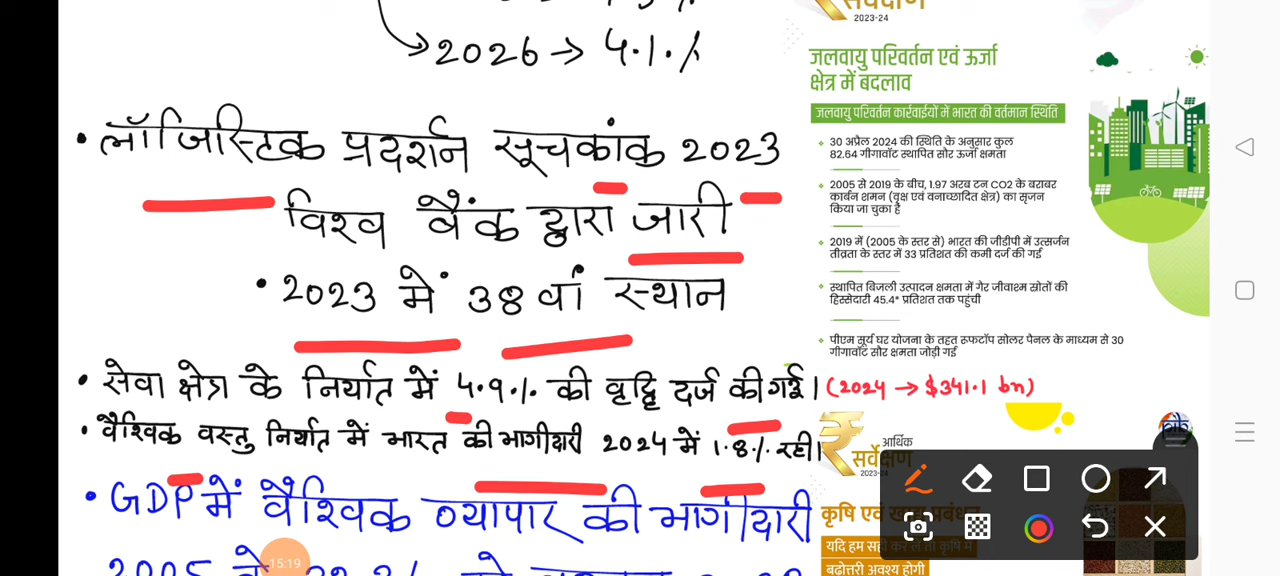 2026 → 4.1.%
• लॉजिस्टिक प्रदर्शन सूचकांक 2023
विश्व बैंक द्वारा जारी
• 2023 में 38 वां स्थान
• सेवा क्षेत्र के निर्यात में 4.9.% की वृद्धि दर्ज की गई। (2024 → $341.1 bn)
• वैश्विक वस्तु निर्यात में भारत की भागीदारी 2024 में 1.8.% रही।
• GDP में वैश्विक व्यापार की भागीदारी
2005 के
2023-24
जलवायु परिवर्तन एवं ऊर्जा
क्षेत्र में बदलाव
जलवायु परिवर्तन कार्रवाईयों में भारत की वर्तमान स्थिति
30 अप्रैल 2024 की स्थिति के अनुसार कुल
82.64 गीगावॉट स्थापित सौर ऊर्जा क्षमता
2005 से 2019 के बीच, 1.97 अरब टन CO2 के बराबर
कार्बन शमन (वृक्ष एवं वनाच्छादित क्षेत्र) का सृजन
किया जा चुका है
2019 में (2005 के स्तर से) भारत की जीडीपी में उत्सर्जन
तीव्रता के स्तर में 33 प्रतिशत की कमी दर्ज की गई
स्थापित बिजली उत्पादन क्षमता में गैर जीवाश्म स्रोतों की
हिस्सेदारी 45.4* प्रतिशत तक पहुंची
पीएम सूर्य घर योजना के तहत रूफटॉप सोलर पैनल के माध्यम से 30
गीगावॉट सौर क्षमता जोड़ी गई
आर्थिक
सर्वेक्षण
2023-
कृषि एवं
यदि हम सही
बढ़ोत्तरी अवश्य होगी
15:19